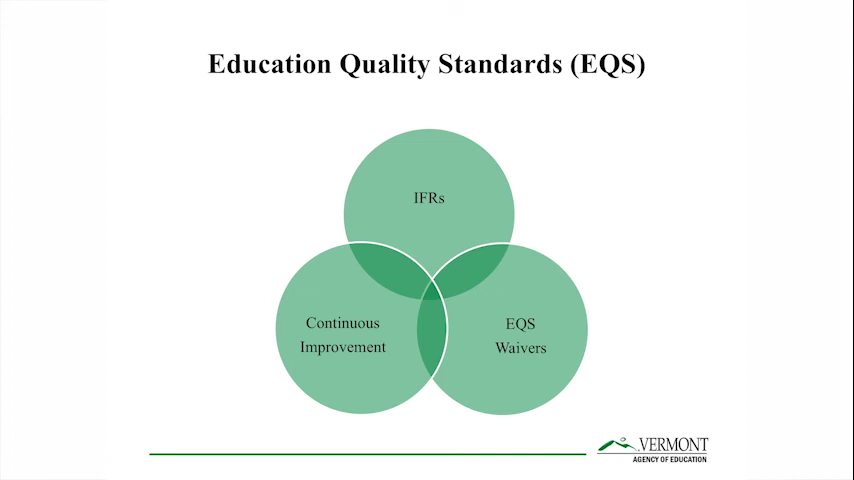 Education Quality Standards (EQS)
IFRs
Continuous
Improvement
EQS
Waivers
VERMONT
AGENCY OF EDUCATION